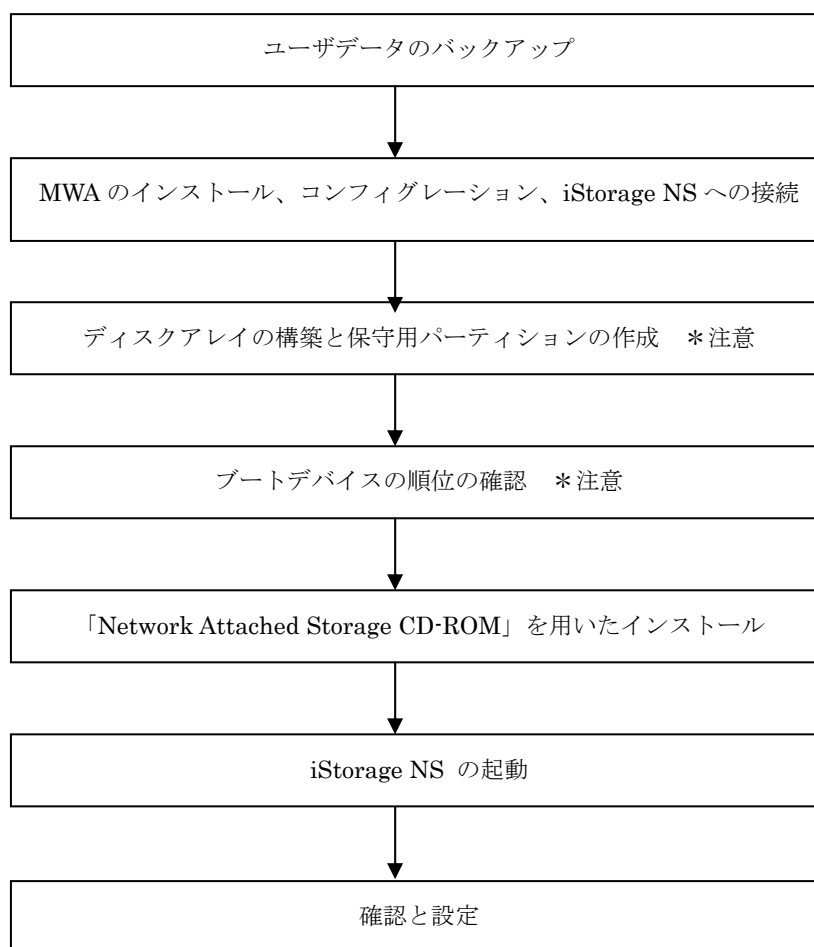 ユーザデータのバックアップ
MWA のインストール、コンフィグレーション、iStorage NS への接続
ディスクアレイの構築と保守用パーティションの作成　＊注意
ブートデバイスの順位の確認　＊注意
「Network Attached Storage CD-ROM」を用いたインストール
iStorage NS の起動
確認と設定